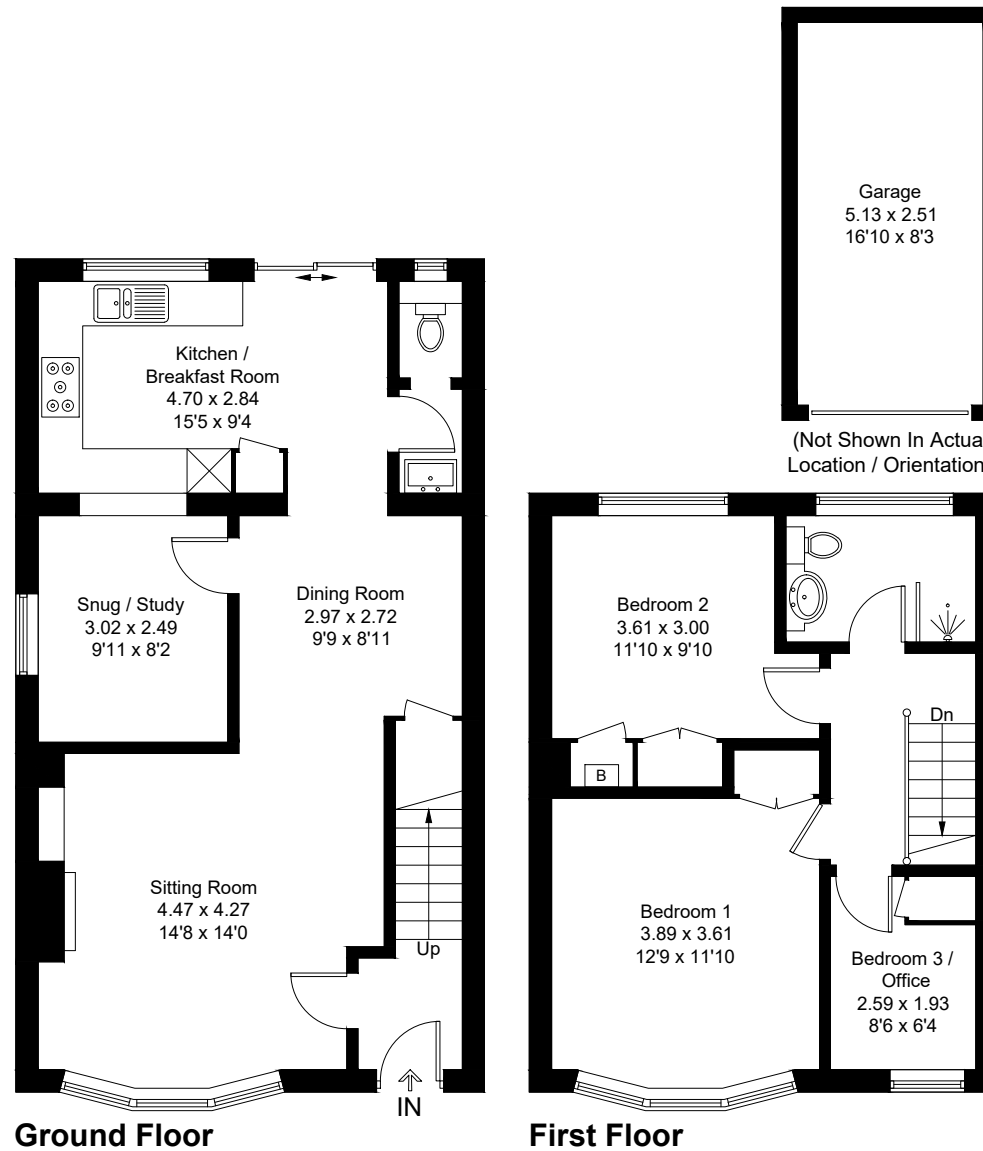 Garage
5.13 x 2.51
16'10 x 8'3
(Not Shown In Actua
Location / Orientation
Kitchen /
Breakfast Room
4.70 x 2.84
15'5 x 9'4
Snug / Study
3.02 x 2.49
9'11 x 8'2
Dining Room
2.97 x 2.72
9'9 x 8'11
Sitting Room
4.47 x 4.27
14'8 x 14'0
Up
IN
Ground Floor
Bedroom 2
3.61 x 3.00
11'10 x 9'10
Dn
B
Bedroom 1
3.89 x 3.61
12'9 x 11'10
Bedroom 3 /
Office
2.59 x 1.93
8'6 x 6'4
First Floor